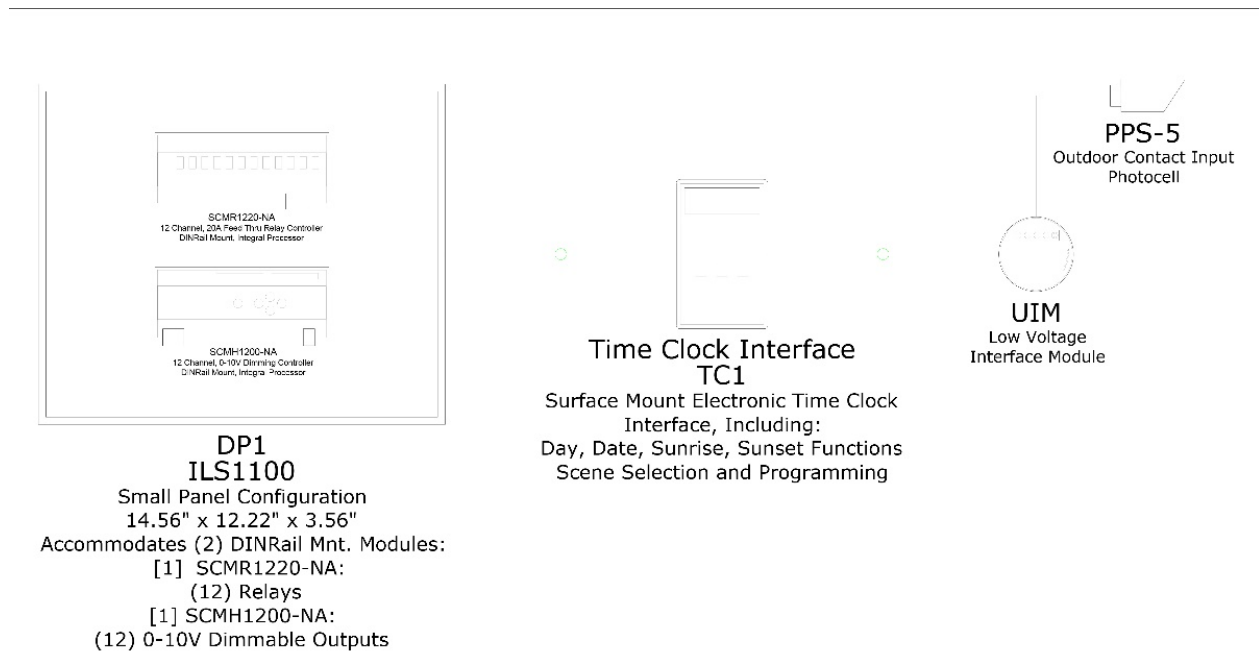 SCMR1220-NA
12 Channel, 20A Feed Thru Relay Controller
DINRail Mount, Integral Processor
SCMH1200-NA
12 Channel, 0-10V Dimming Controller
DINRail Mount, Integral Processor
DP1
ILS1100
Small Panel Configuration
14.56" x 12.22" x 3.56"
Accommodates (2) DINRail Mnt. Modules:
[1] SCMR1220-NA:
(12) Relays
[1] SCMH1200-NA:
(12) 0-10V Dimmable Outputs
Time Clock Interface
TC1
Surface Mount Electronic Time Clock
Interface, Including:
Day, Date, Sunrise, Sunset Functions
Scene Selection and Programming
PPS-5
Outdoor Contact Input
Photocell
UIM
Low Voltage
Interface Module